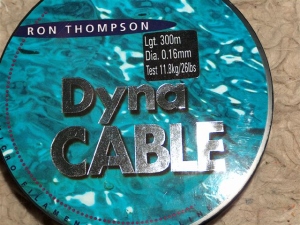 RON THOMPSON
Lgt. 300m
Dia. 0.16mm
Test 11.8kg/26lbs
Dyna
CABLE